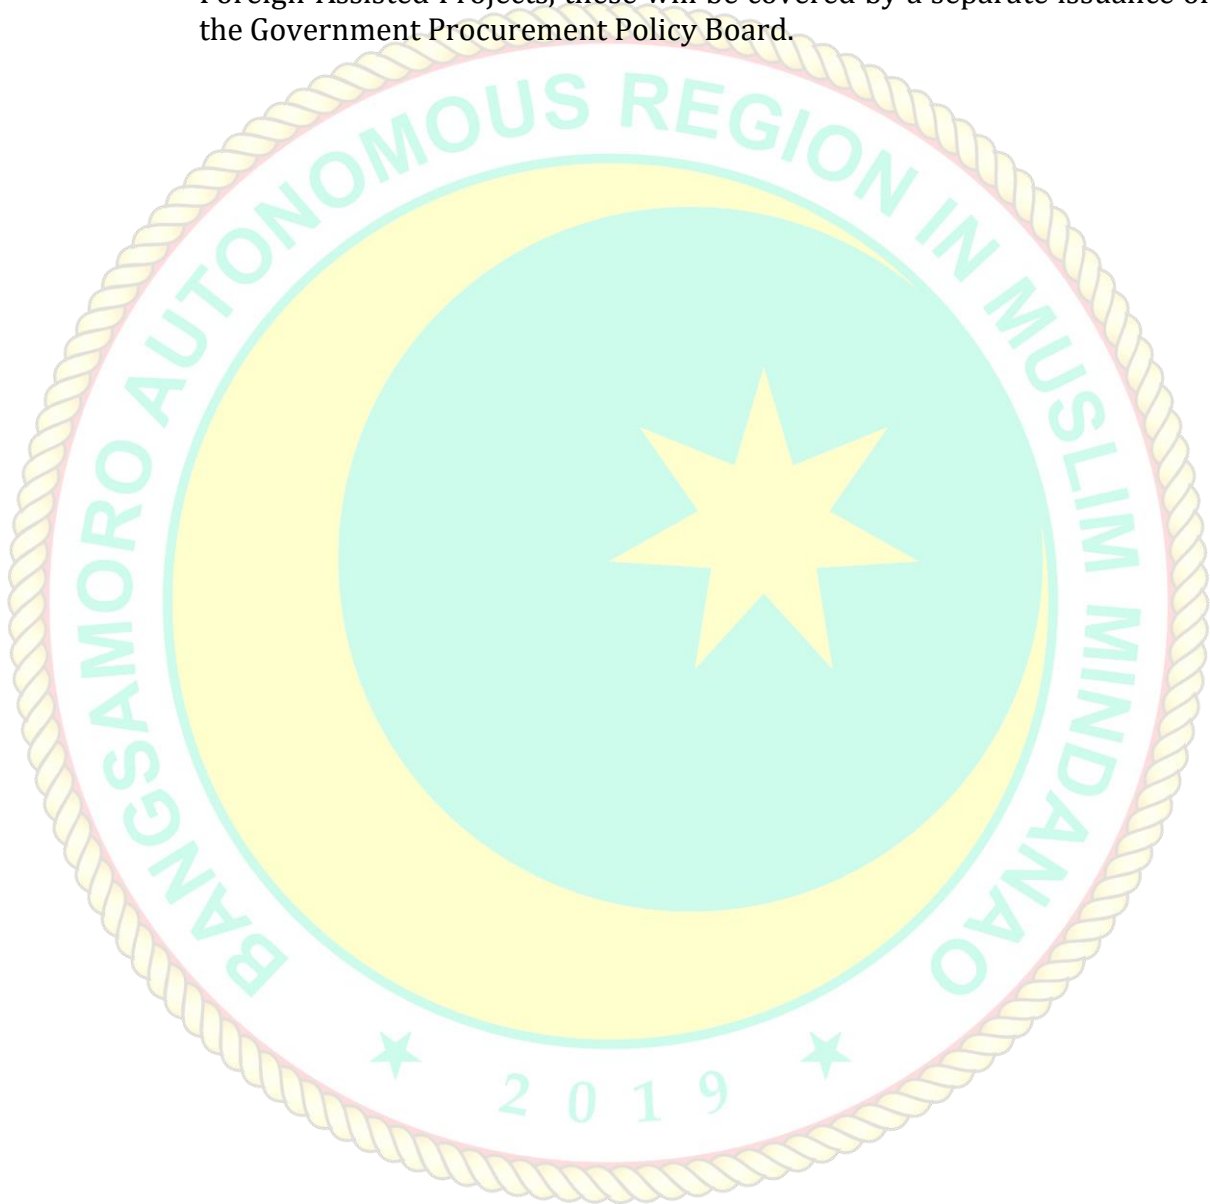 Foreign-Assisted Projects, these will be covered by a separate issuance of
the Government Procurement Policy Board.
BANGSAMORO AUTONOMOUS REGION IN MUSLIM MINDANAO
2019